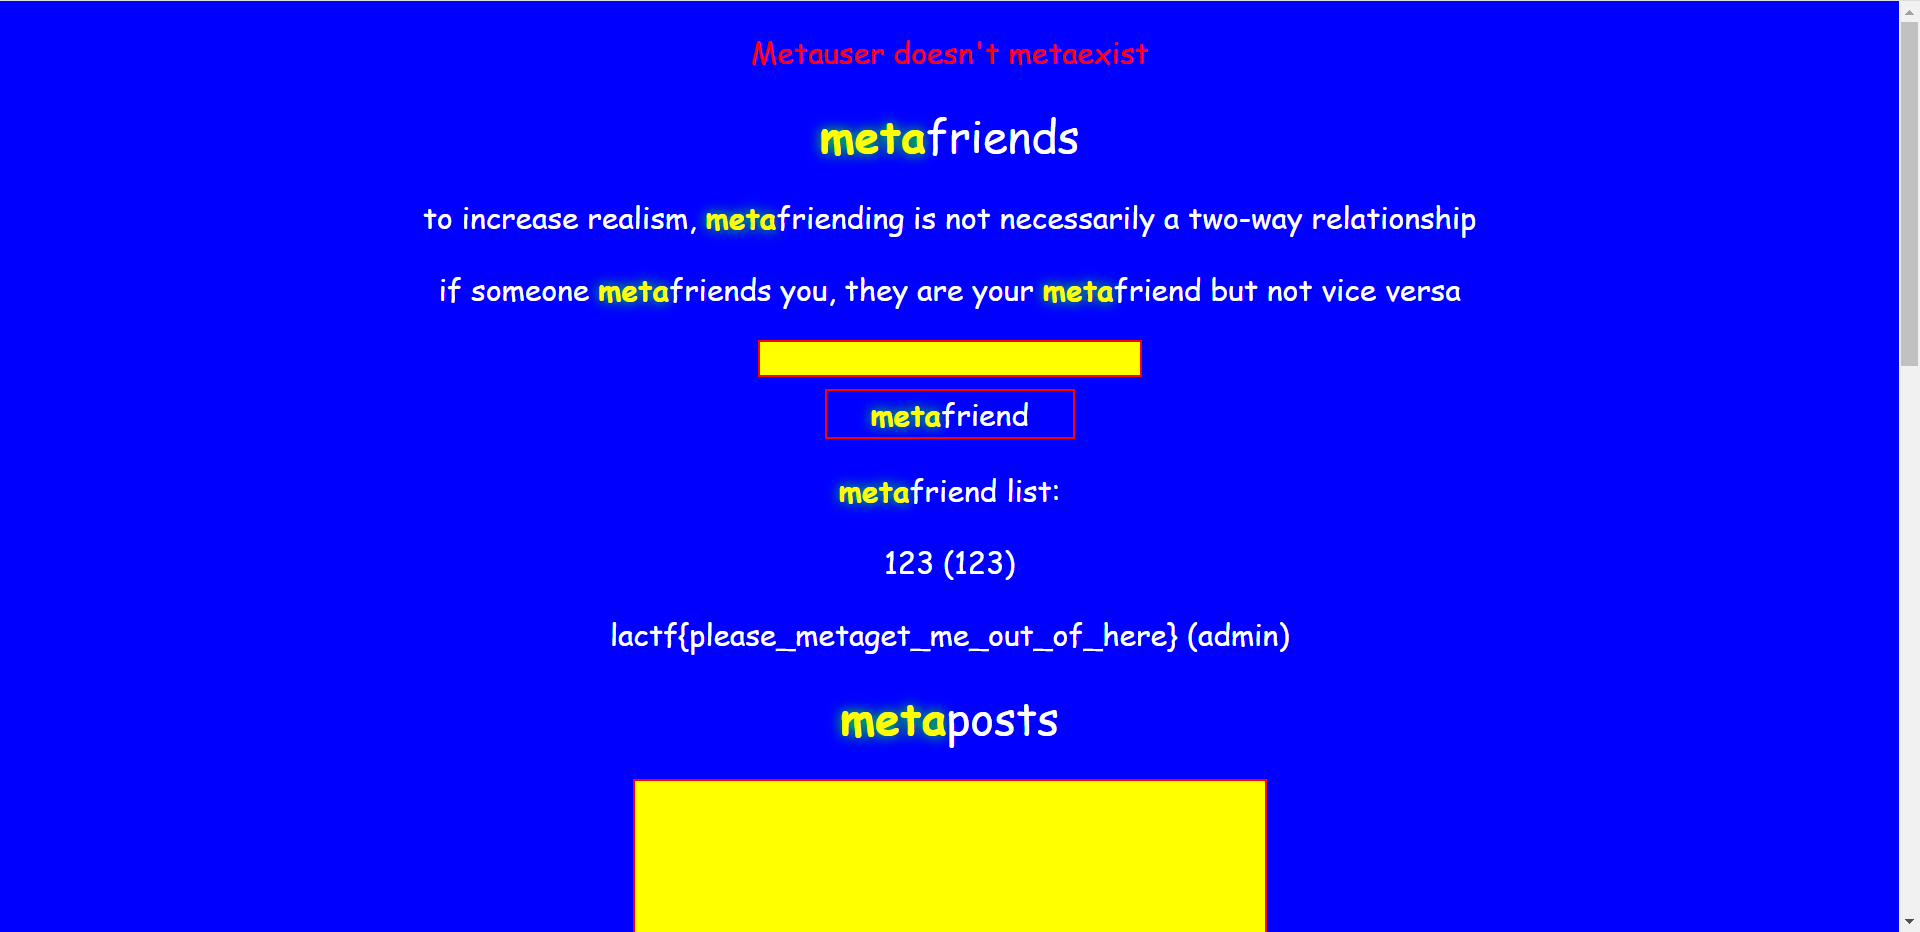 Metauser doesn't metaexist
metafriends
to increase realism, metafriending is not necessarily a two-way relationship
if someone metafriends you, they are your metafriend but not vice versa
metafriend
metafriend list:
123 (123)
lactf{please_metaget_me_out_of_here} (admin)
metaposts